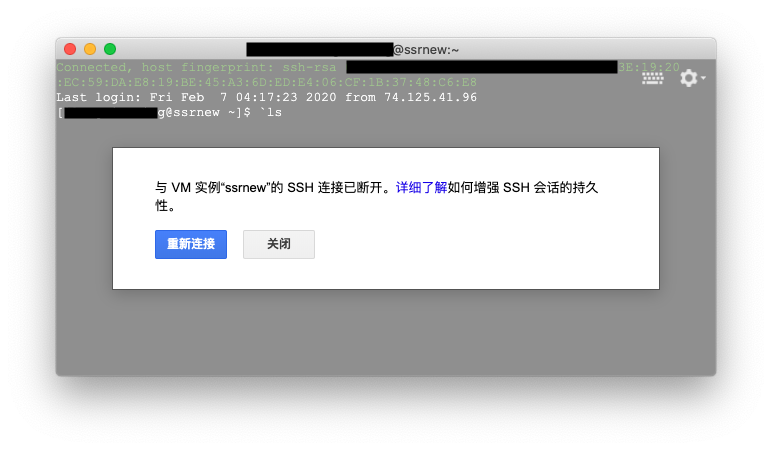 @ssrnew:~
Connected, host fingerprint: ssh-rsa 3E:19:20
:EC:59:DA:E8:19:BE:45:A3:6D:ED:E4:06:CF:1B:37:48:C6:E8
Last login: Fri Feb  7 04:17:23 2020 from 74.125.41.96
[g@ssrnew ~]$ `ls
与 VM 实例“ssrnew”的 SSH 连接已断开。详细了解如何增强 SSH 会话的持久
性。
重新连接 关闭